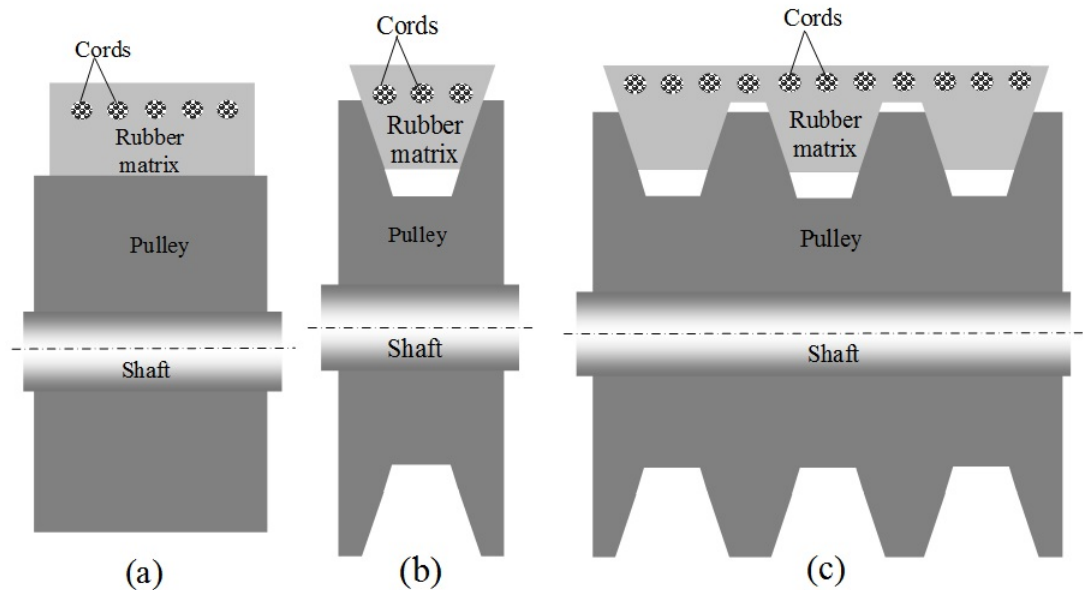 Cords
Rubber
matrix
Pulley
Shaft
(a)
Cords
Rubber
matrix
Pulley
Shaft
(b)
Cords
Rubber
matrix
Pulley
Shaft
(c)